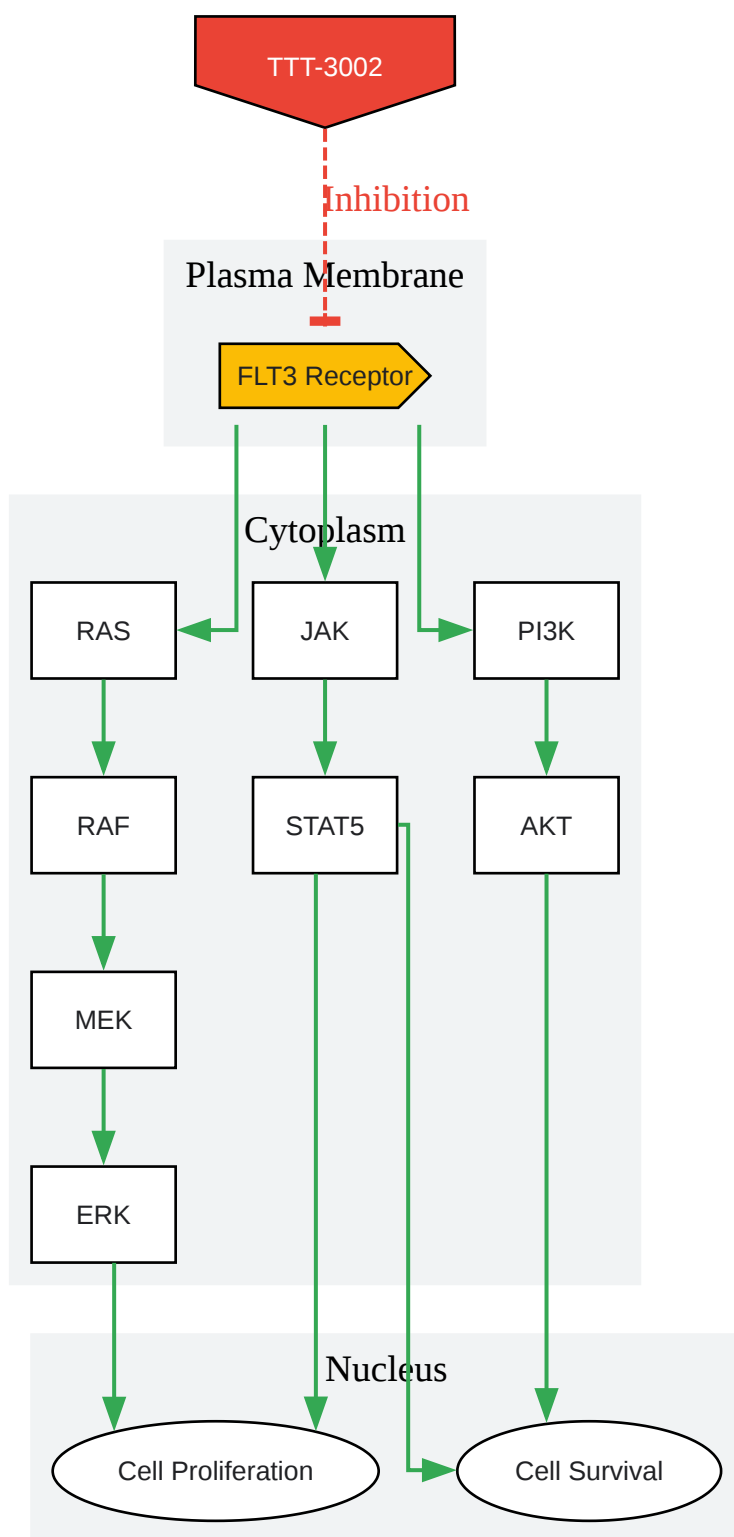 TTT-3002
Inhibition
Plasma Membrane
FLT3 Receptor
Cytoplasm
RAS
JAK
PI3K
RAF
STAT5
AKT
MEK
ERK
Nucleus
Cell Proliferation
Cell Survival